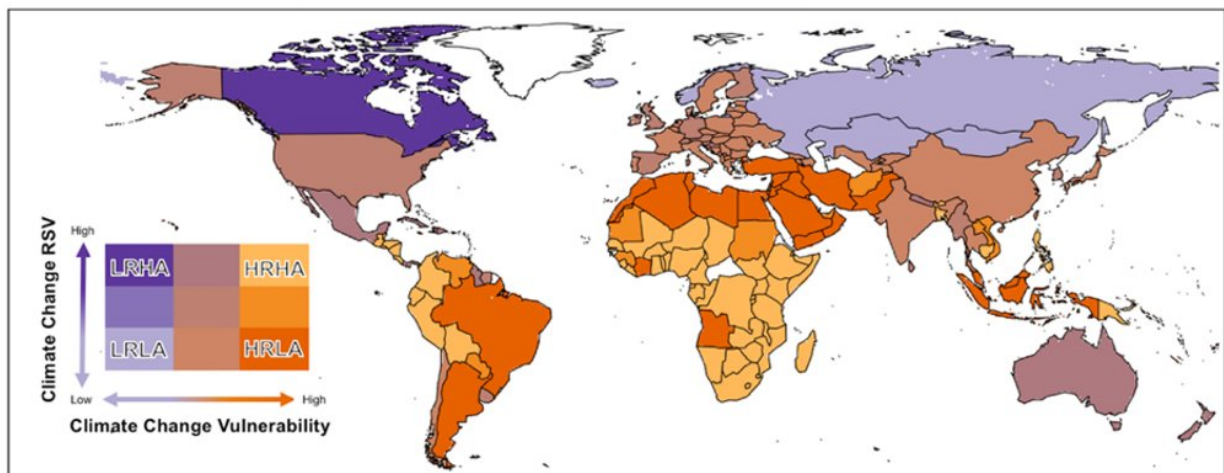 Climate Change RSV
High
LRHA
HRHA
LRLA
HRLA
Low
High
Climate Change Vulnerability